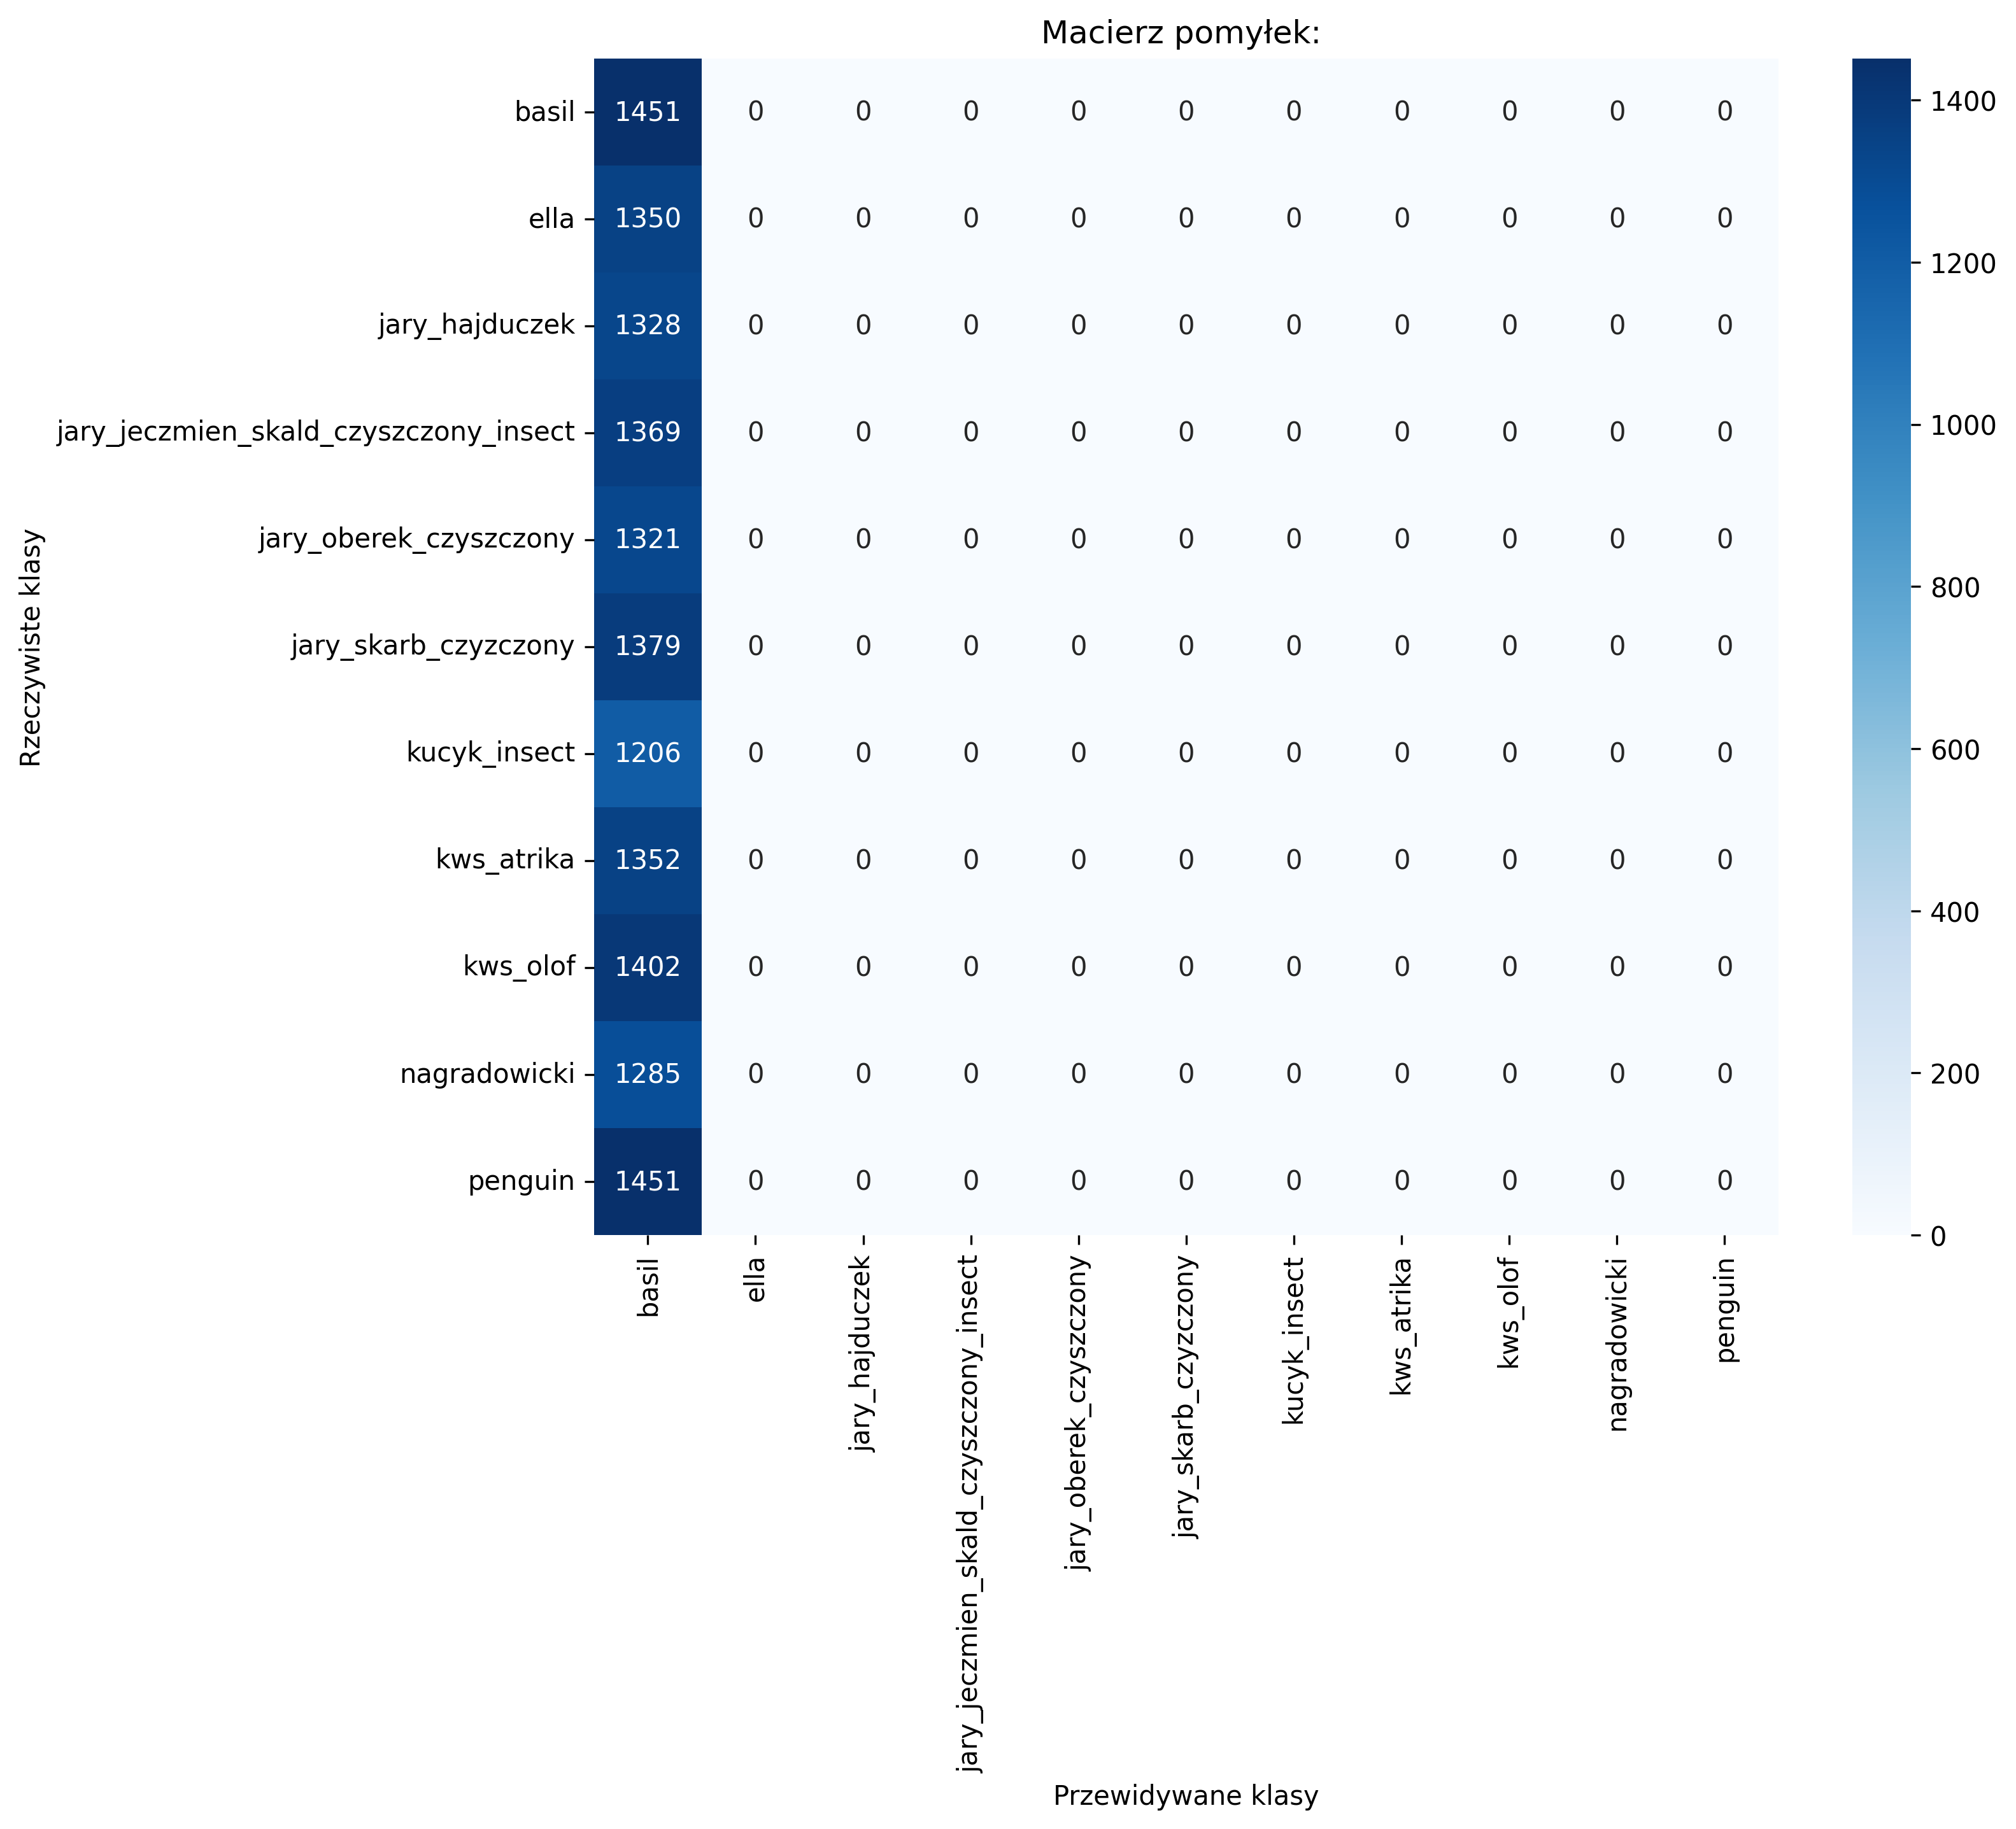 Macierz pomyłek:
Rzeczywiste klasy
basil 1451 0 0 0 0 0 0 0 0 0 0
ella 1350 0 0 0 0 0 0 0 0 0 0
jary_hajduczek 1328 0 0 0 0 0 0 0 0 0 0
jary_jeczmien_skald_czyszczony_insect 1369 0 0 0 0 0 0 0 0 0 0
jary_oberek_czyszczony 1321 0 0 0 0 0 0 0 0 0 0
jary_skarb_czyzczony 1379 0 0 0 0 0 0 0 0 0 0
kucyk_insect 1206 0 0 0 0 0 0 0 0 0 0
kws_atrika 1352 0 0 0 0 0 0 0 0 0 0
kws_olof 1402 0 0 0 0 0 0 0 0 0 0
nagradowicki 1285 0 0 0 0 0 0 0 0 0 0
penguin 1451 0 0 0 0 0 0 0 0 0 0
basil
ella
jary_hajduczek
jary_jeczmien_skald_czyszczony_insect
jary_oberek_czyszczony
jary_skarb_czyzczony
kucyk_insect
kws_atrika
kws_olof
nagradowicki
penguin
Przewidywane klasy
1400
1200
1000
800
600
400
200
0